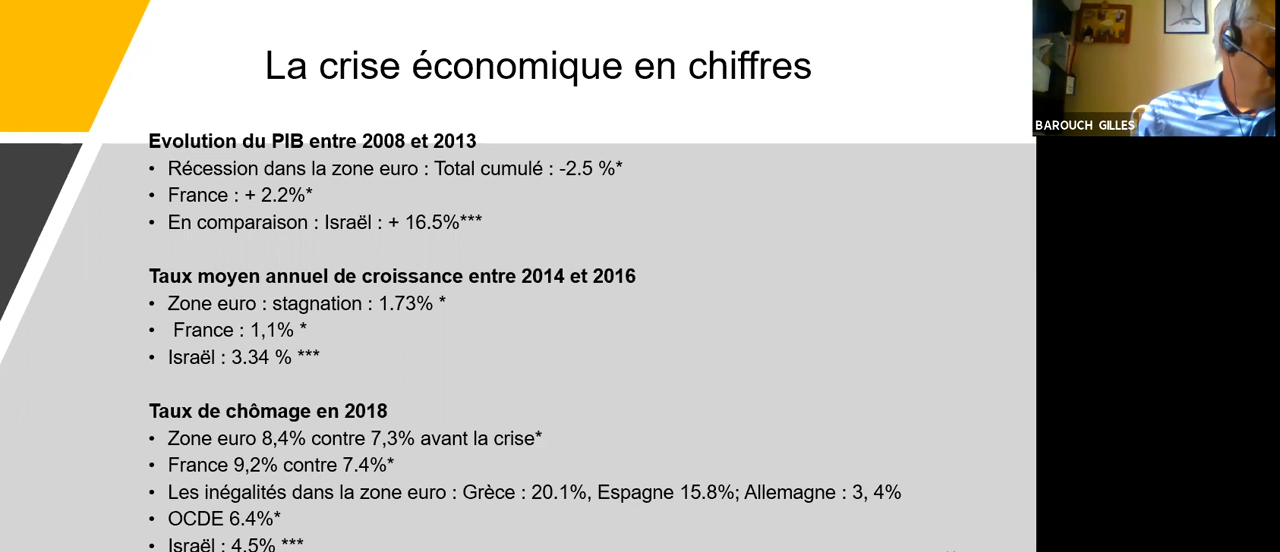 La crise économique en chiffres
BAROUCH GILLES
Evolution du PIB entre 2008 et 2013
• Récession dans la zone euro : Total cumulé : -2.5 %*
• France : + 2.2%*
• En comparaison : Israël : + 16.5%***
Taux moyen annuel de croissance entre 2014 et 2016
• Zone euro : stagnation : 1.73% *
• France : 1,1% *
• Israël : 3.34 % ***
Taux de chômage en 2018
• Zone euro 8,4% contre 7,3% avant la crise*
• France 9,2% contre 7.4%*
• Les inégalités dans la zone euro : Grèce : 20.1%, Espagne 15.8%; Allemagne : 3, 4%
• OCDE 6.4%*
• Israël : 4.5% ***